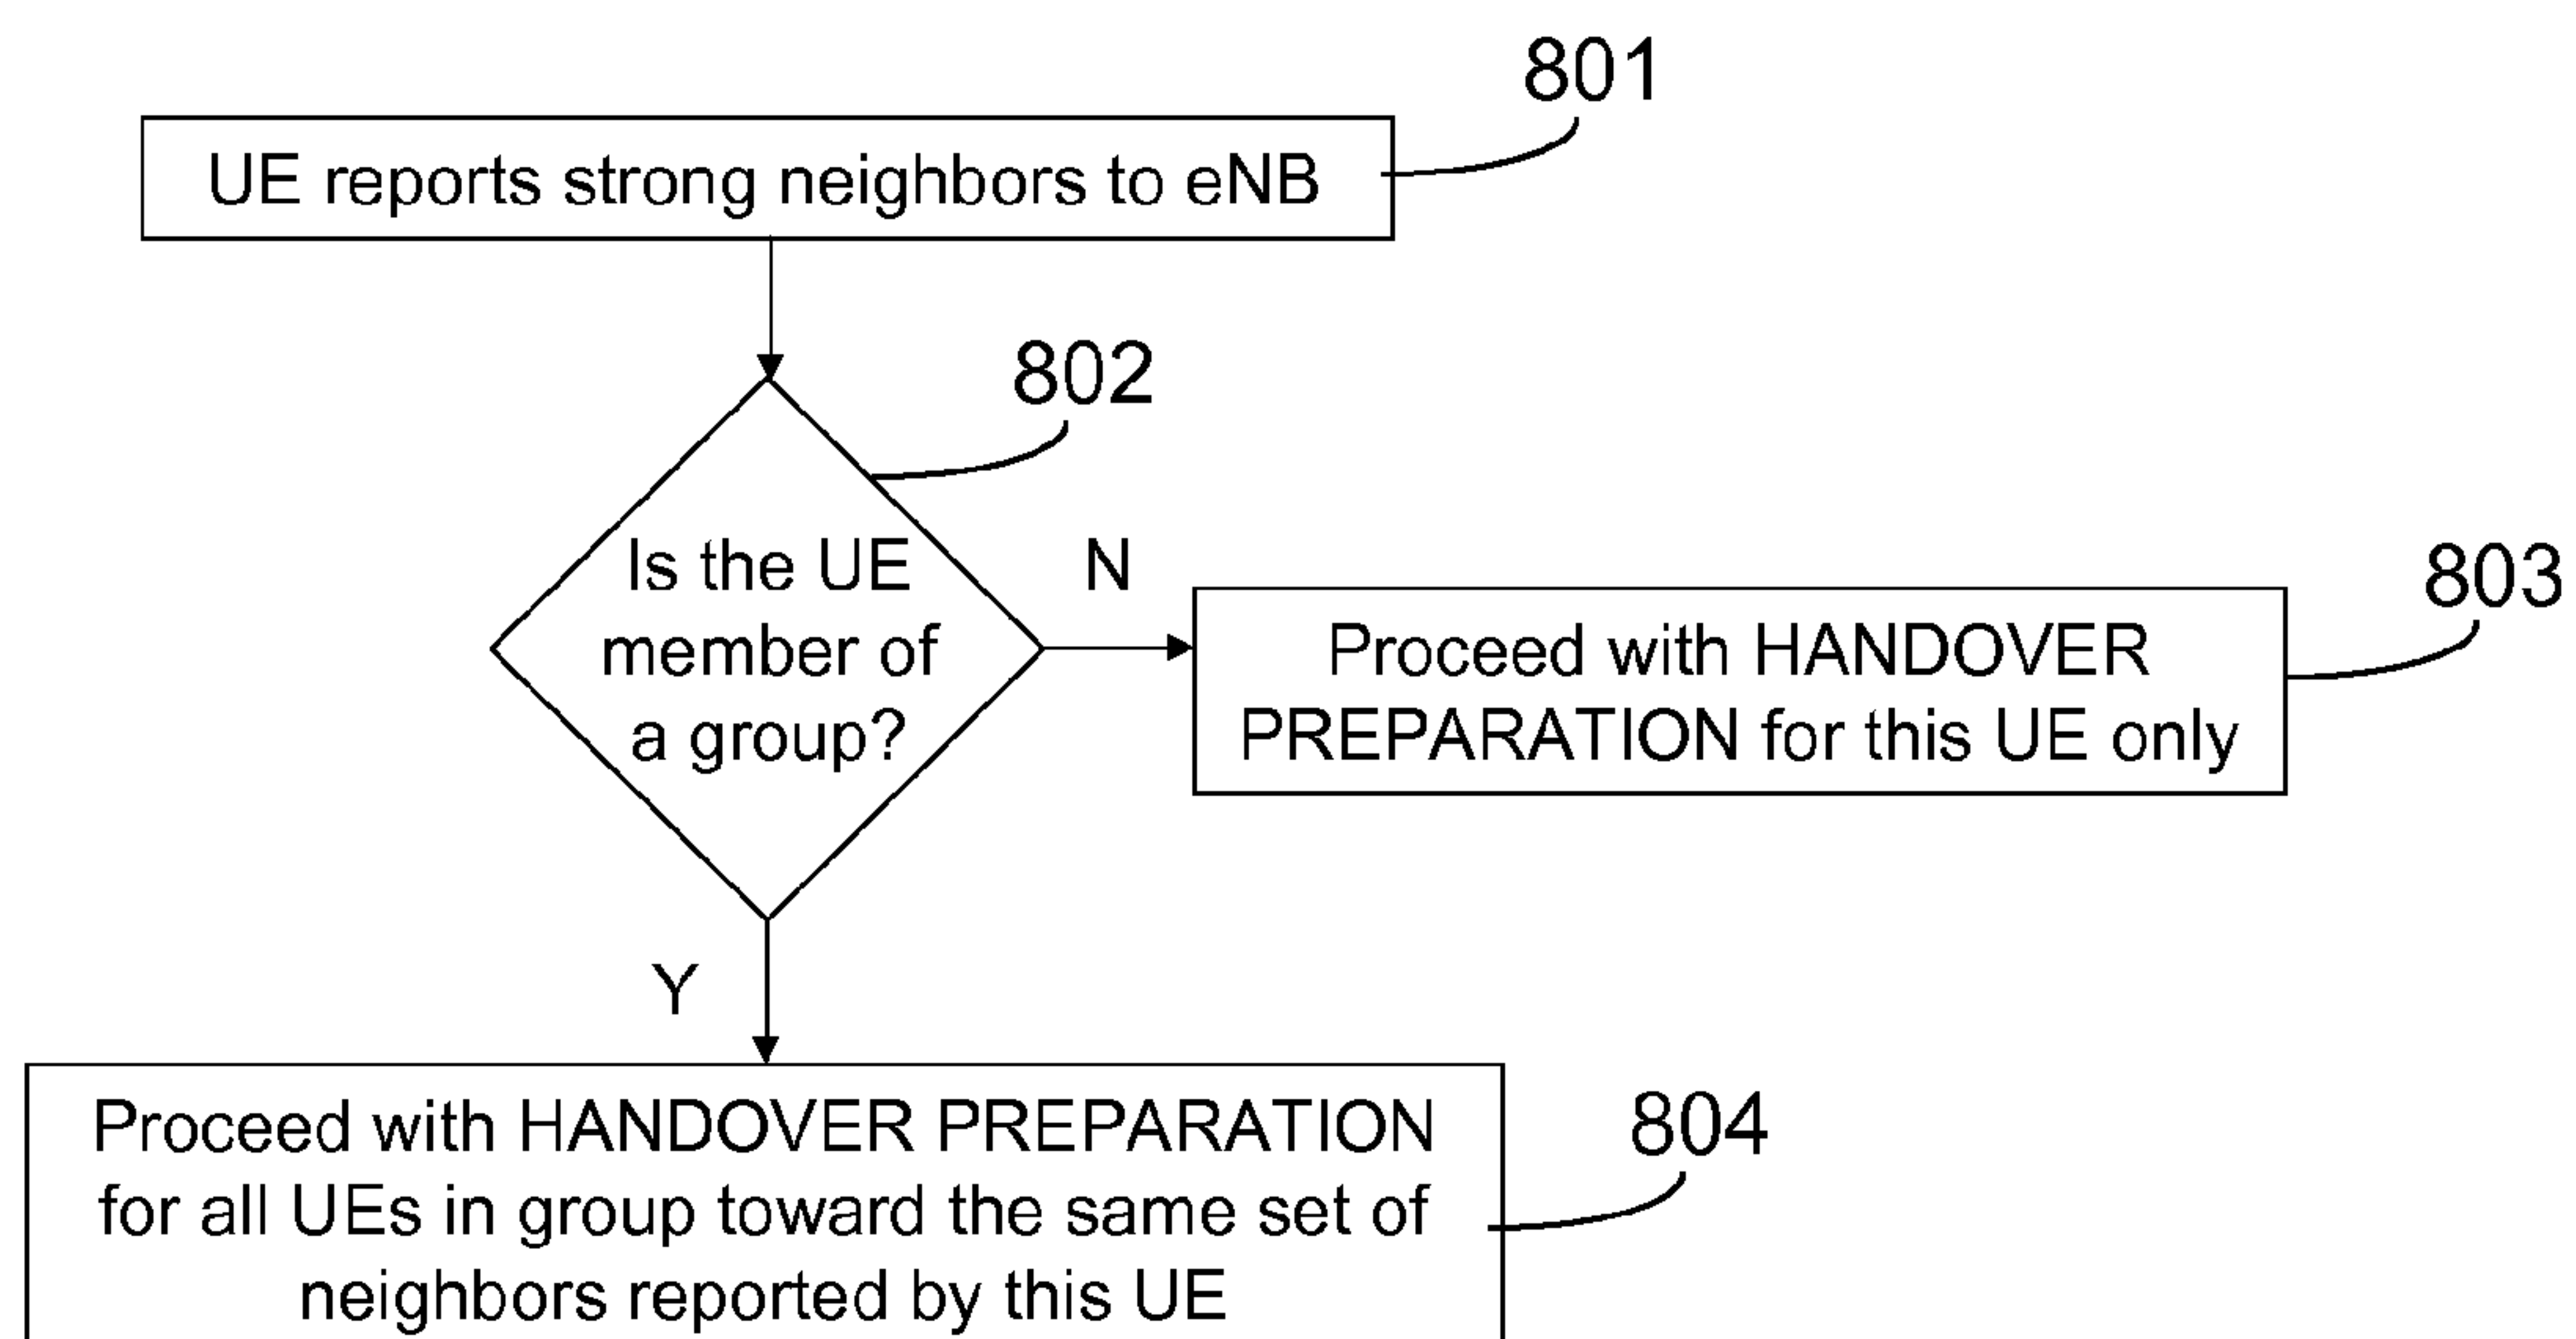 801
UE reports strong neighbors to eNB
802
Is the UE
member of
a group?
N
803
Proceed with HANDOVER
PREPARATION for this UE only
Y
804
Proceed with HANDOVER PREPARATION
for all UEs in group toward the same set of
neighbors reported by this UE